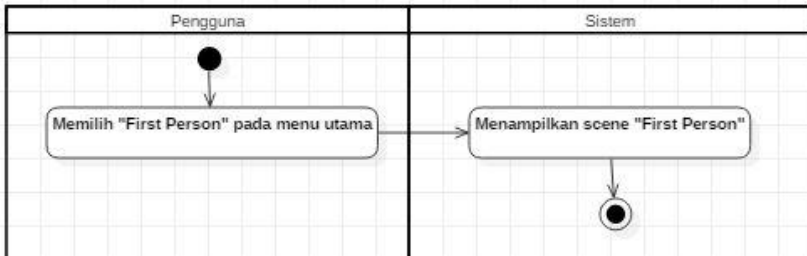 Pengguna
Sistem
Memilih "First Person" pada menu utama
Menampilkan scene "First Person"